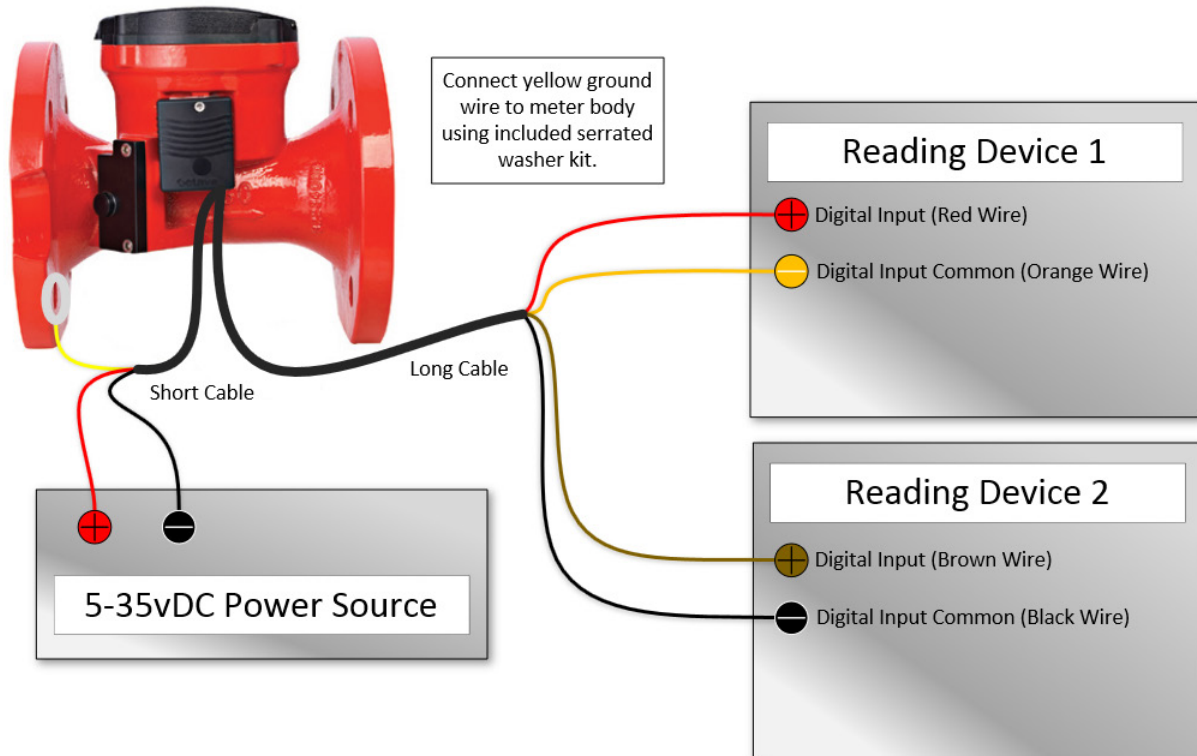 Connect yellow ground
wire to meter body
using included serrated
washer kit.
Reading Device 1
Digital Input (Red Wire)
Digital Input Common (Orange Wire)
Long Cable
Short Cable
Reading Device 2
Digital Input (Brown Wire)
Digital Input Common (Black Wire)
5-35vDC Power Source